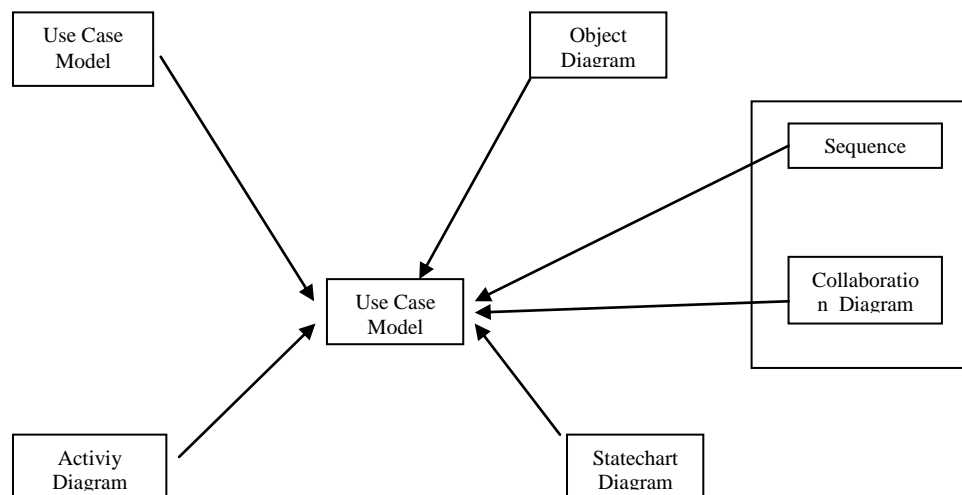 Use Case
Model
Object
Diagram
Sequence
Use Case
Model
Collaboratio
n Diagram
Activiy
Diagram
Statechart
Diagram